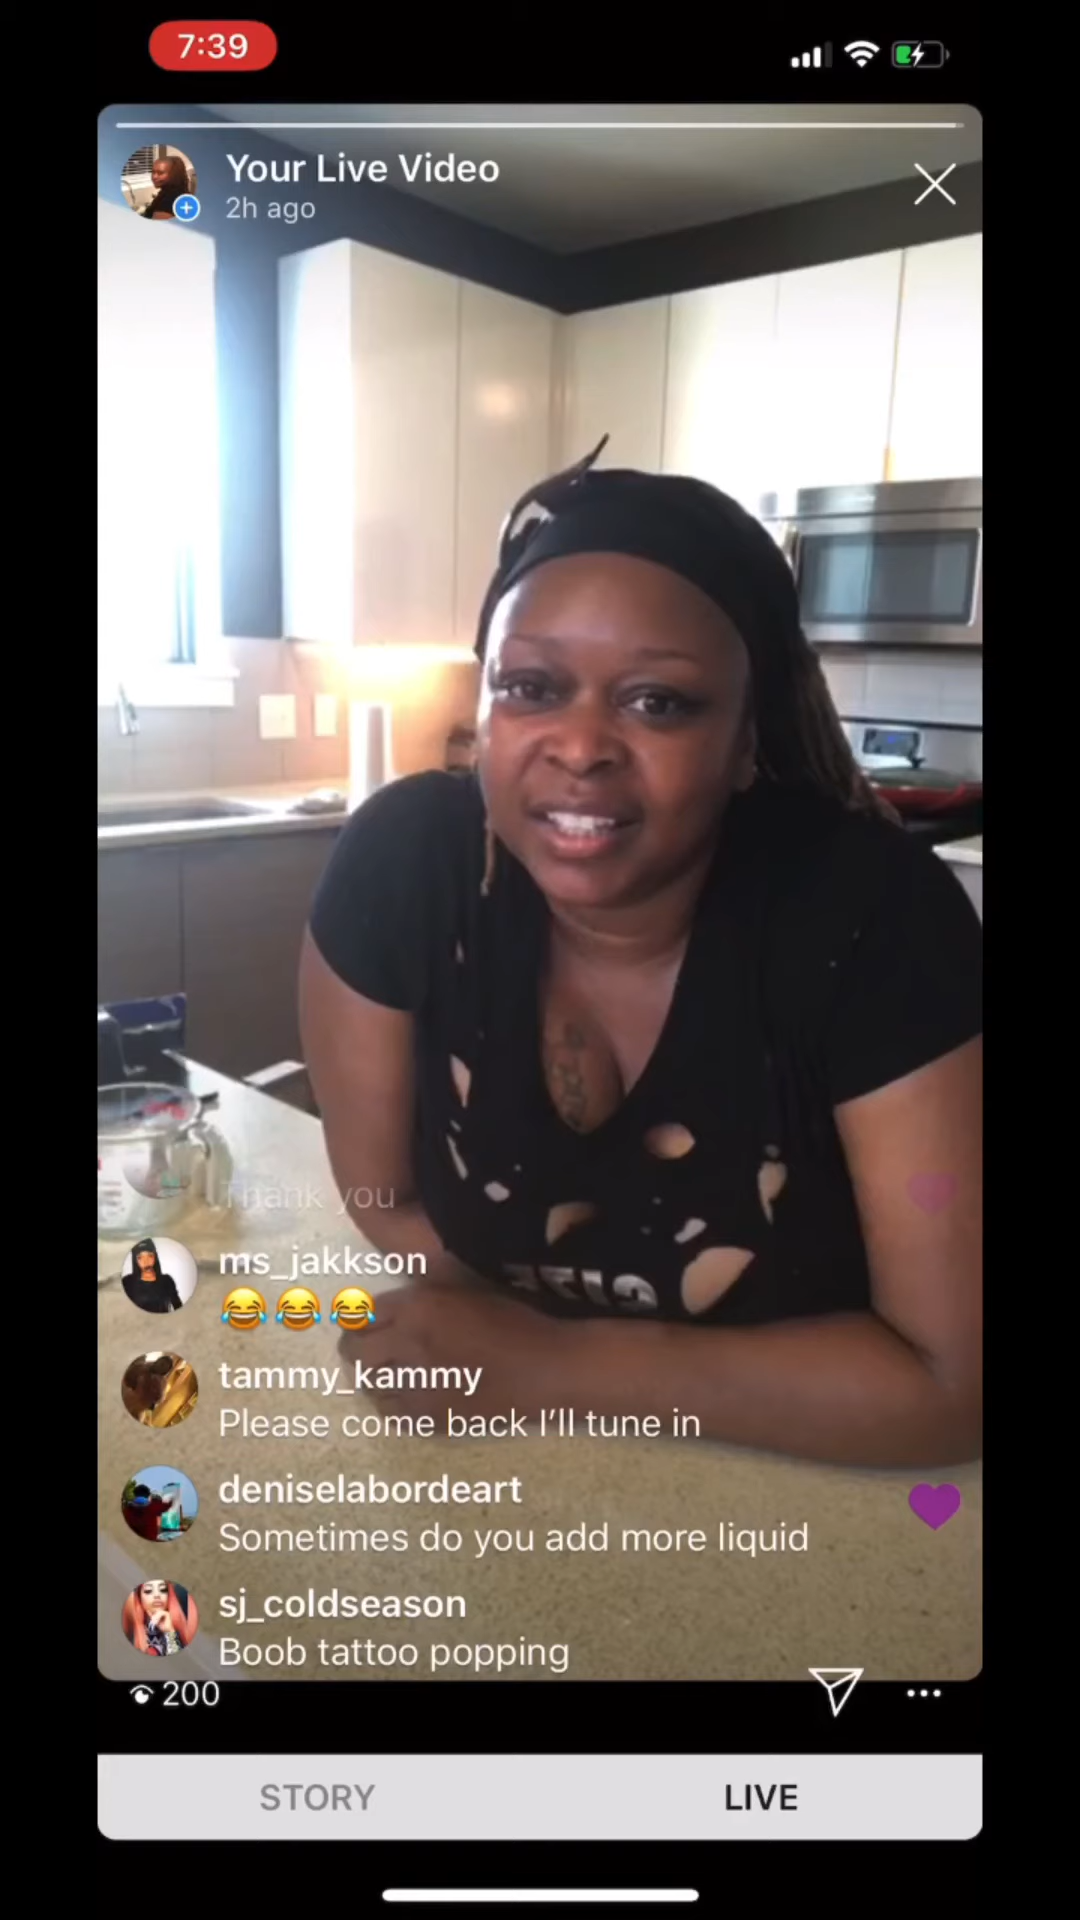 7:39
Your Live Video
2h ago
Thank you
ms_jakkson
😂😂😂
tammy_kammy
Please come back I’ll tune in
deniselabordeart
Sometimes do you add more liquid
sj_coldseason
Boob tattoo popping
200
STORY
LIVE